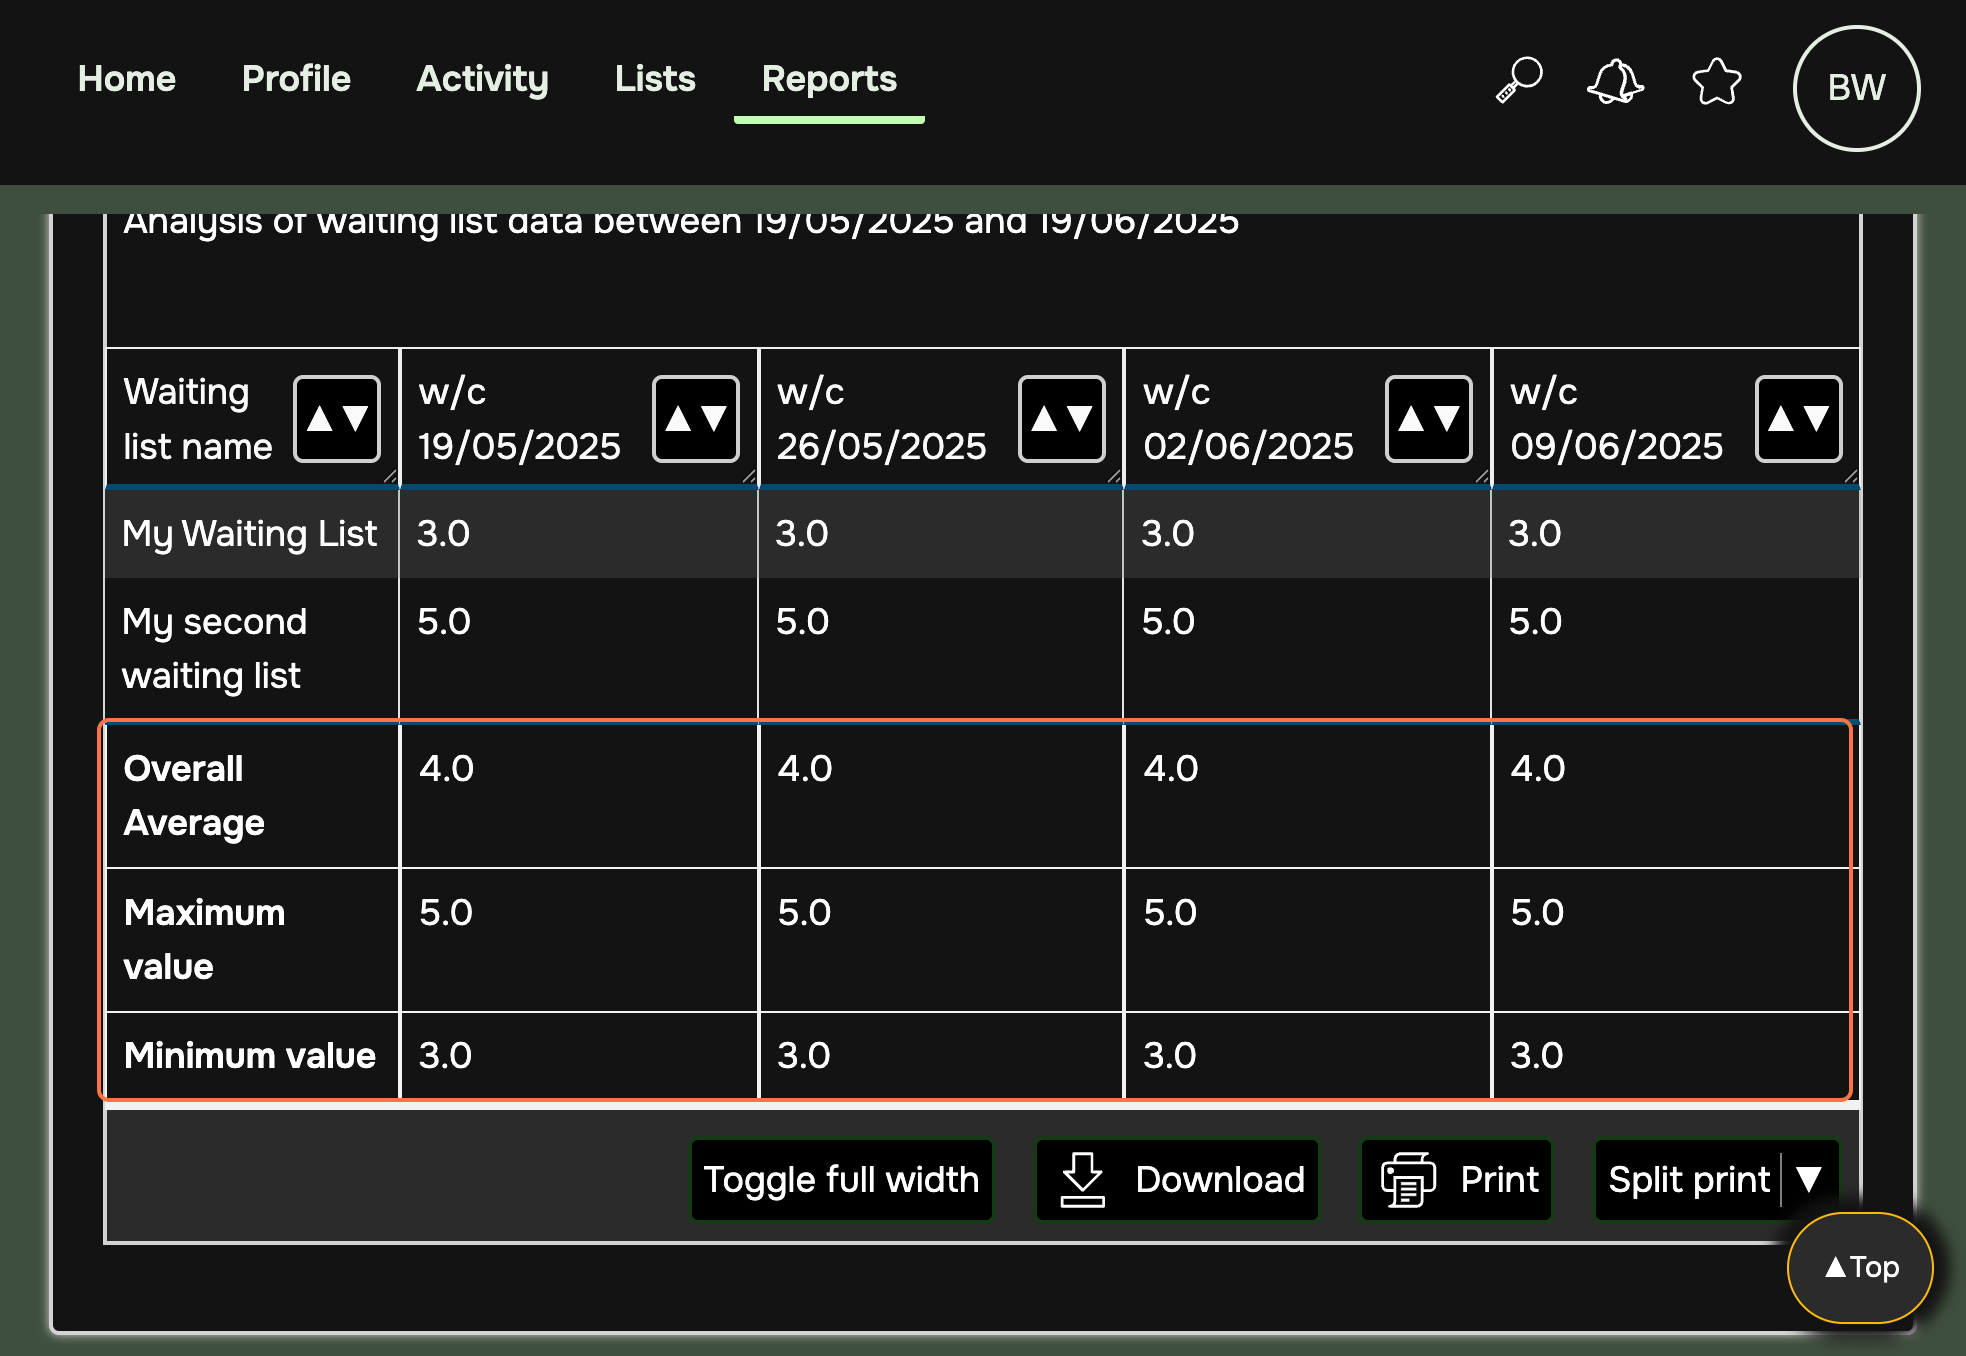 Home Profile Activity Lists Reports BW
Analysis of waiting list data between 19/05/2025 and 19/06/2025
Waiting list name ▲▼ w/c 19/05/2025 ▲▼ w/c 26/05/2025 ▲▼ w/c 02/06/2025 ▲▼ w/c 09/06/2025 ▲▼
My Waiting List 3.0 3.0 3.0 3.0
My second waiting list 5.0 5.0 5.0 5.0
Overall Average 4.0 4.0 4.0 4.0
Maximum value 5.0 5.0 5.0 5.0
Minimum value 3.0 3.0 3.0 3.0
Toggle full width Download Print Split print ▼
▲Top